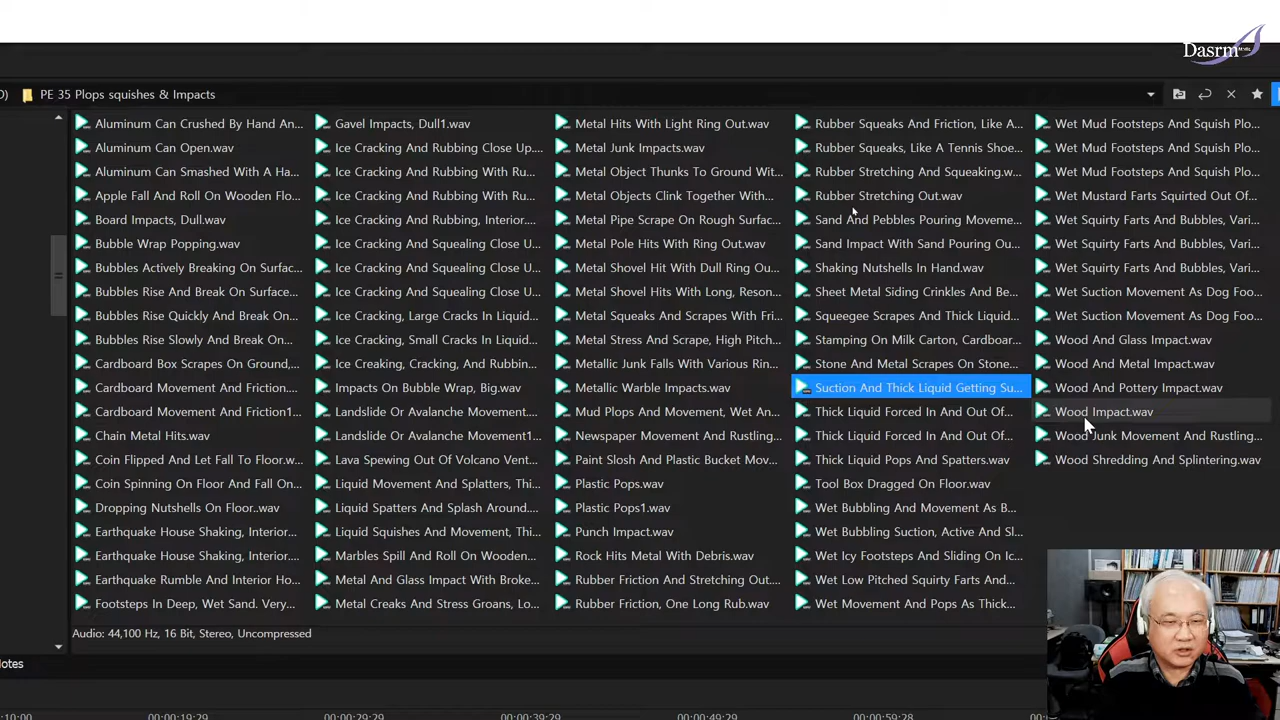 Dasrm
PE 35 Plops squishes & Impacts
Aluminum Can Crushed By Hand An...
Aluminum Can Open.wav
Aluminum Can Smashed With A Ha...
Apple Fall And Roll On Wooden Flo...
Board Impacts, Dull.wav
Bubble Wrap Popping.wav
Bubbles Actively Breaking On Surfac...
Bubbles Rise And Break On Surface...
Bubbles Rise Quickly And Break On...
Bubbles Rise Slowly And Break On...
Cardboard Box Scrapes On Ground,...
Cardboard Movement And Friction...
Cardboard Movement And Friction1...
Chain Metal Hits.wav
Coin Flipped And Let Fall To Floor.w...
Coin Spinning On Floor And Fall On...
Dropping Nutshells On Floor..wav
Earthquake House Shaking, Interior....
Earthquake House Shaking, Interior...
Earthquake Rumble And Interior Ho...
Footsteps In Deep, Wet Sand. Very...
Gavel Impacts, Dull1.wav
Ice Cracking And Rubbing Close Up....
Ice Cracking And Rubbing With Ru...
Ice Cracking And Rubbing With Ru...
Ice Cracking And Rubbing, Interior....
Ice Cracking And Squealing Close U...
Ice Cracking And Squealing Close U...
Ice Cracking And Squealing Close U...
Ice Cracking, Large Cracks In Liquid...
Ice Cracking, Small Cracks In Liquid...
Ice Creaking, Cracking, And Rubbin...
Impacts On Bubble Wrap, Big.wav
Landslide Or Avalanche Movement....
Landslide Or Avalanche Movement1...
Lava Spewing Out Of Volcano Vent...
Liquid Movement And Splatters, Thi...
Liquid Spatters And Splash Around....
Liquid Squishes And Movement, Thi...
Marbles Spill And Roll On Wooden...
Metal And Glass Impact With Broke...
Metal Creaks And Stress Groans, Lo...
Metal Hits With Light Ring Out.wav
Metal Junk Impacts.wav
Metal Object Thunks To Ground Wit...
Metal Objects Clink Together With...
Metal Pipe Scrape On Rough Surfac...
Metal Pole Hits With Ring Out.wav
Metal Shovel Hit With Dull Ring Ou...
Metal Shovel Hits With Long, Reson...
Metal Squeaks And Scrapes With Fri...
Metal Stress And Scrape, High Pitch...
Metallic Junk Falls With Various Rin...
Metallic Warble Impacts.wav
Mud Plops And Movement, Wet An...
Newspaper Movement And Rustling...
Paint Slosh And Plastic Bucket Mov...
Plastic Pops.wav
Plastic Pops1.wav
Punch Impact.wav
Rock Hits Metal With Debris.wav
Rubber Friction And Stretching Out....
Rubber Friction, One Long Rub.wav
Rubber Squeaks And Friction, Like A...
Rubber Squeaks, Like A Tennis Shoe...
Rubber Stretching And Squeaking.w...
Rubber Stretching Out.wav
Sand And Pebbles Pouring Moveme...
Sand Impact With Sand Pouring Ou...
Shaking Nutshells In Hand.wav
Sheet Metal Siding Crinkles And Be...
Squeegee Scrapes And Thick Liquid...
Stamping On Milk Carton, Cardboar...
Stone And Metal Scrapes On Stone...
Suction And Thick Liquid Getting Su...
Thick Liquid Forced In And Out Of...
Thick Liquid Forced In And Out Of...
Thick Liquid Pops And Spatters.wav
Tool Box Dragged On Floor.wav
Wet Bubbling And Movement As B...
Wet Bubbling Suction, Active And Sl...
Wet Icy Footsteps And Sliding On Ic...
Wet Low Pitched Squirty Farts And...
Wet Movement And Pops As Thick...
Wet Mud Footsteps And Squish Plo...
Wet Mud Footsteps And Squish Plo...
Wet Mud Footsteps And Squish Plo...
Wet Mustard Farts Squirted Out Of...
Wet Squirty Farts And Bubbles, Vari...
Wet Squirty Farts And Bubbles, Vari...
Wet Squirty Farts And Bubbles, Vari...
Wet Suction Movement As Dog Foo...
Wet Suction Movement As Dog Foo...
Wood And Glass Impact.wav
Wood And Metal Impact.wav
Wood And Pottery Impact.wav
Wood Impact.wav
Wood Junk Movement And Rustling...
Wood Shredding And Splintering.wav
Audio: 44,100 Hz, 16 Bit, Stereo, Uncompressed
lotes
:10:00
00:00:19:29
00:00:29:29
00:00:39:29
00:00:49:29
00:00:59:28
00:0